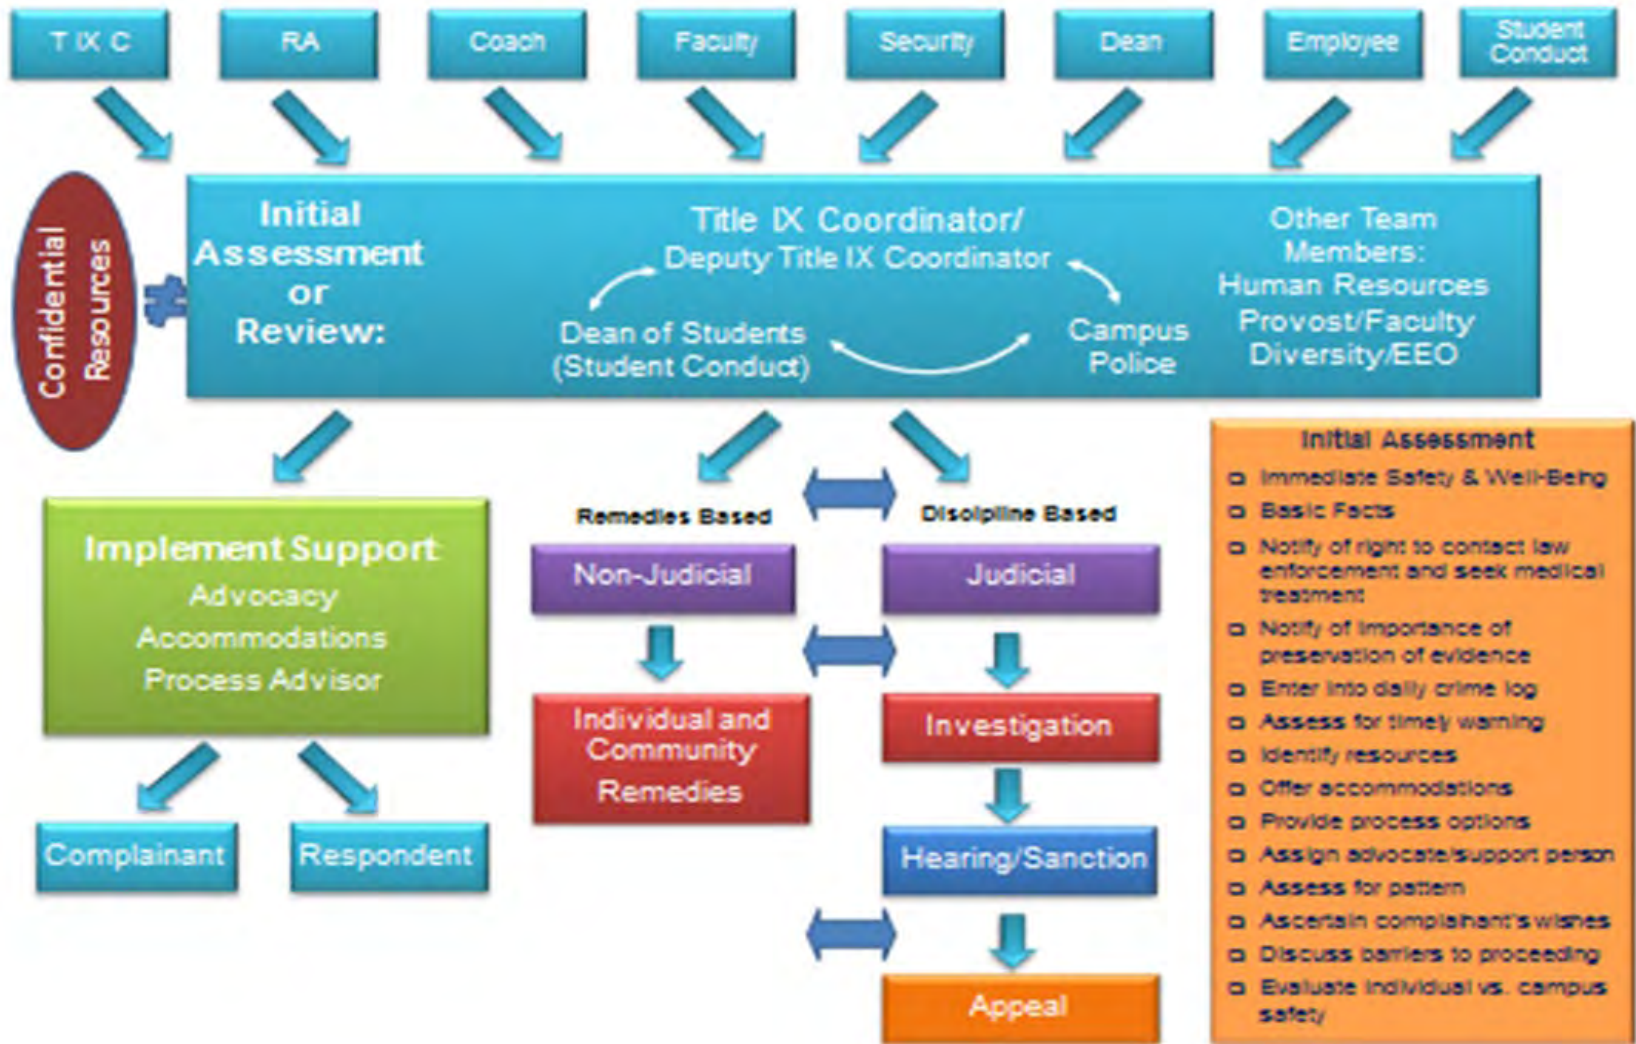 T IX C
RA
Coach
Faculty
Security
Dean
Employee
Student
Conduct
Confidential
Resources
Initial
Assessment
or
Review:
Title IX Coordinator/
Deputy Title IX Coordinator
Dean of Students
(Student Conduct)
Campus
Police
Other Team
Members:
Human Resources
Provost/Faculty
Diversity/EEO
Implement Support
Advocacy
Accommodations
Process Advisor
Complainant
Respondent
Remedies Based
Non-Judicial
Individual and
Community
Remedies
Discipline Based
Judicial
Investigation
Hearing/Sanction
Appeal
Initial Assessment
Immediate Safety & Well-Being
Basic Facts
Notify of right to contact law
enforcement and seek medical
treatment
Notify of importance of
preservation of evidence
Enter into daily crime log
Assess for timely warning
Identify resources
Offer accommodations
Provide process options
Assign advocate/support person
Assess for pattern
Ascertain complainant's wishes
Discuss barriers to proceeding
Evaluate individual vs. campus
safety